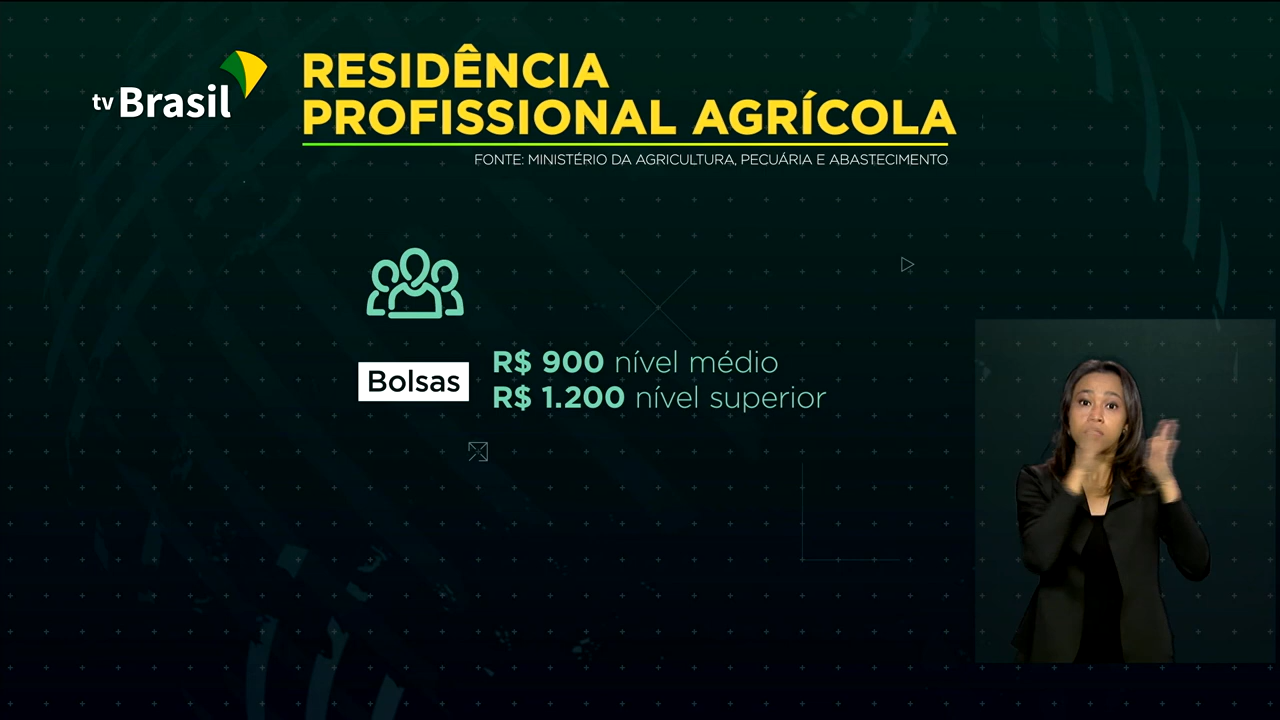 tv Brasil
RESIDÊNCIA
PROFISSIONAL AGRÍCOLA
FONTE: MINISTÉRIO DA AGRICULTURA, PECUÁRIA E ABASTECIMENTO
Bolsas
R$ 900 nível médio
R$ 1.200 nível superior